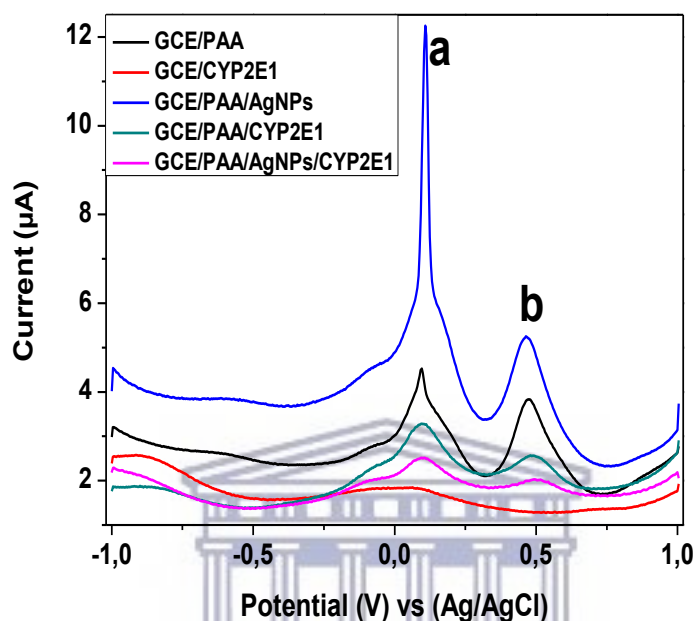 GCE/PAA
GCE/CYP2E1
GCE/PAA/AgNPs
GCE/PAA/CYP2E1
GCE/PAA/AgNPs/CYP2E1
a
b
12
10
8
6
4
2
Current (µA)
-1,0 -0,5 0,0 0,5 1,0
Potential (V) vs (Ag/AgCl)